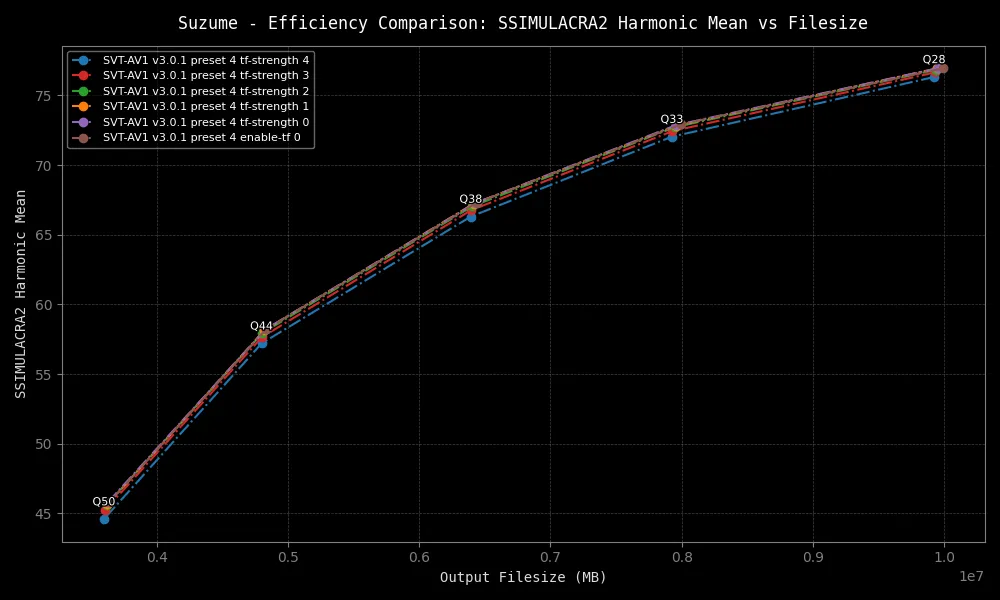 Suzume - Efficiency Comparison: SSIMULACRA2 Harmonic Mean vs Filesize
SVT-AV1 v3.0.1 preset 4 tf-strength 4
SVT-AV1 v3.0.1 preset 4 tf-strength 3
SVT-AV1 v3.0.1 preset 4 tf-strength 2
SVT-AV1 v3.0.1 preset 4 tf-strength 1
SVT-AV1 v3.0.1 preset 4 tf-strength 0
SVT-AV1 v3.0.1 preset 4 enable-tf 0
Q28
Q33
Q38
Q44
Q50
SSIMULACRA2 Harmonic Mean
75
70
65
60
55
50
45
0.4 0.5 0.6 0.7 0.8 0.9 1.0
1e7
Output Filesize (MB)